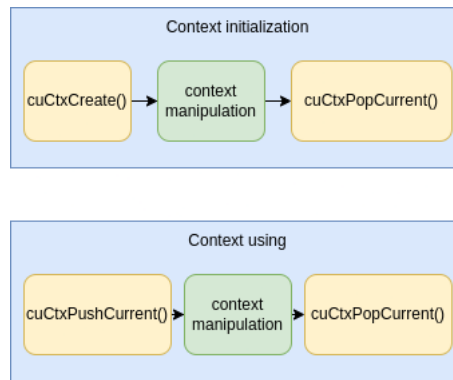 Context initialization
cuCtxCreate()
context
manipulation
cuCtxPopCurrent()
Context using
cuCtxPushCurrent()
context
manipulation
cuCtxPopCurrent()